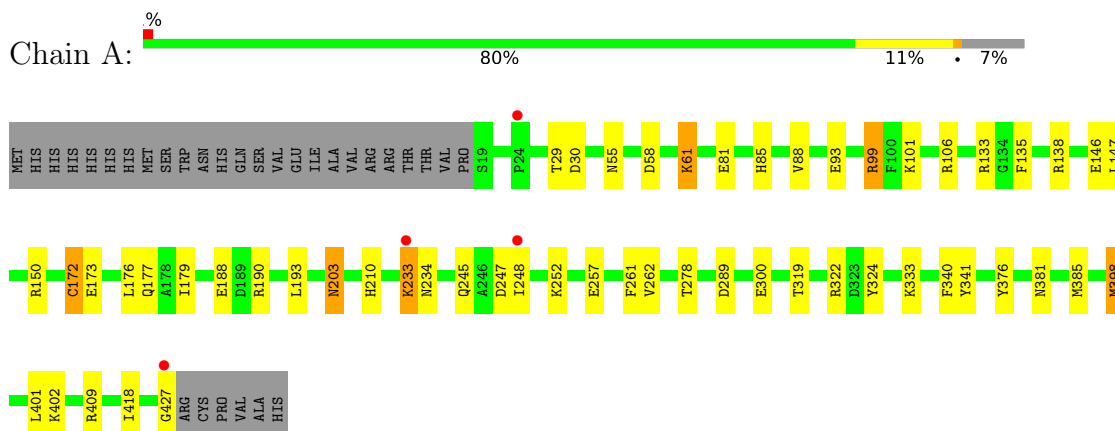 .%
Chain A:
80% 11% • 7%
MET HIS HIS HIS HIS HIS HIS MET SER TRP ASN HIS GLN SER VAL GLU ILE ALA VAL ARG ARG THR THR VAL PRO S19 P24 T29 D30 N55 D58 K61 E81 H85 V88 E93 R99 F100 K101 R106 R133 G134 F135 R138 E146 L147
R150 C172 E173 L176 Q177 A178 I179 E188 D189 R190 L193 N203 H210 K233 N234 Q245 A246 D247 I248 K252 E257 F261 V262 T278 D289 E300 T319 R322 D323 Y324 K333 F340 Y341 Y376 N381 M385 M398
L401 K402 R409 I418 G427 ARG CYS PRO VAL ALA HIS